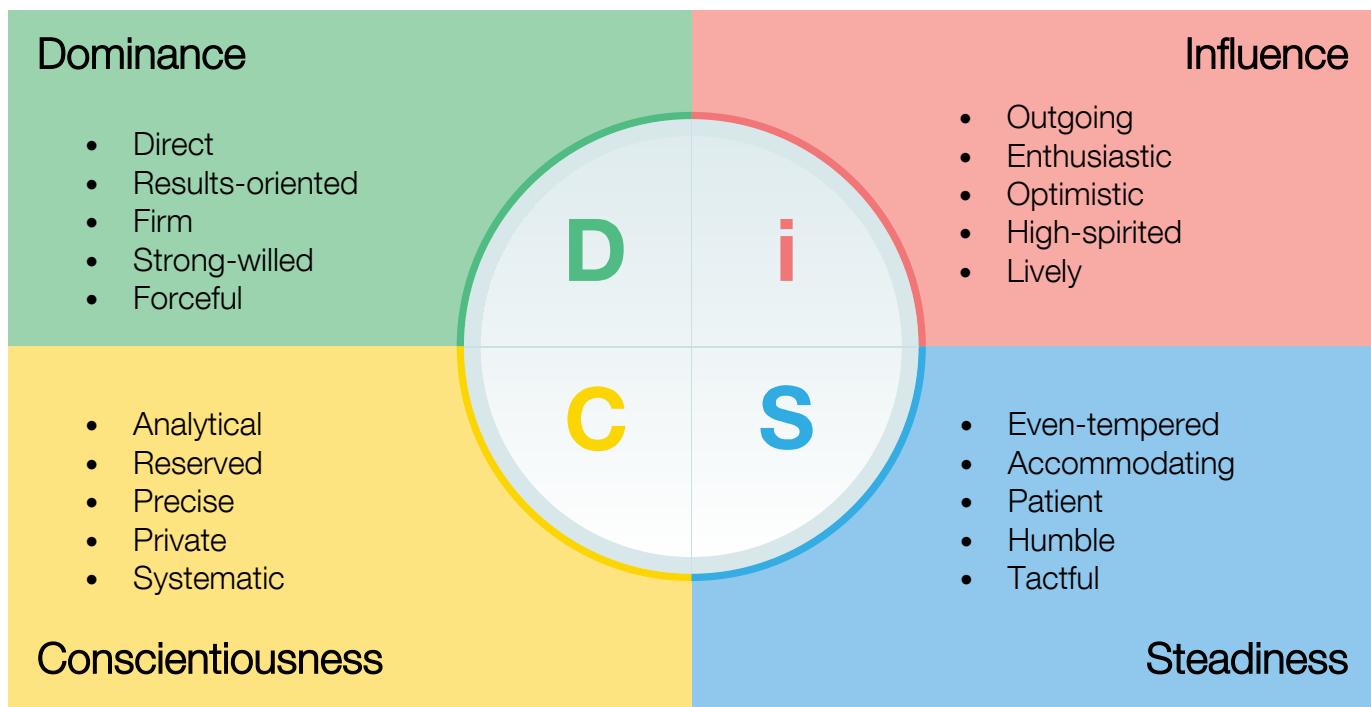 Dominance
• Direct
• Results-oriented
• Firm
• Strong-willed
• Forceful
Influence
• Outgoing
• Enthusiastic
• Optimistic
• High-spirited
• Lively
D
i
C
S
• Analytical
• Reserved
• Precise
• Private
• Systematic
Conscientiousness
• Even-tempered
• Accommodating
• Patient
• Humble
• Tactful
Steadiness